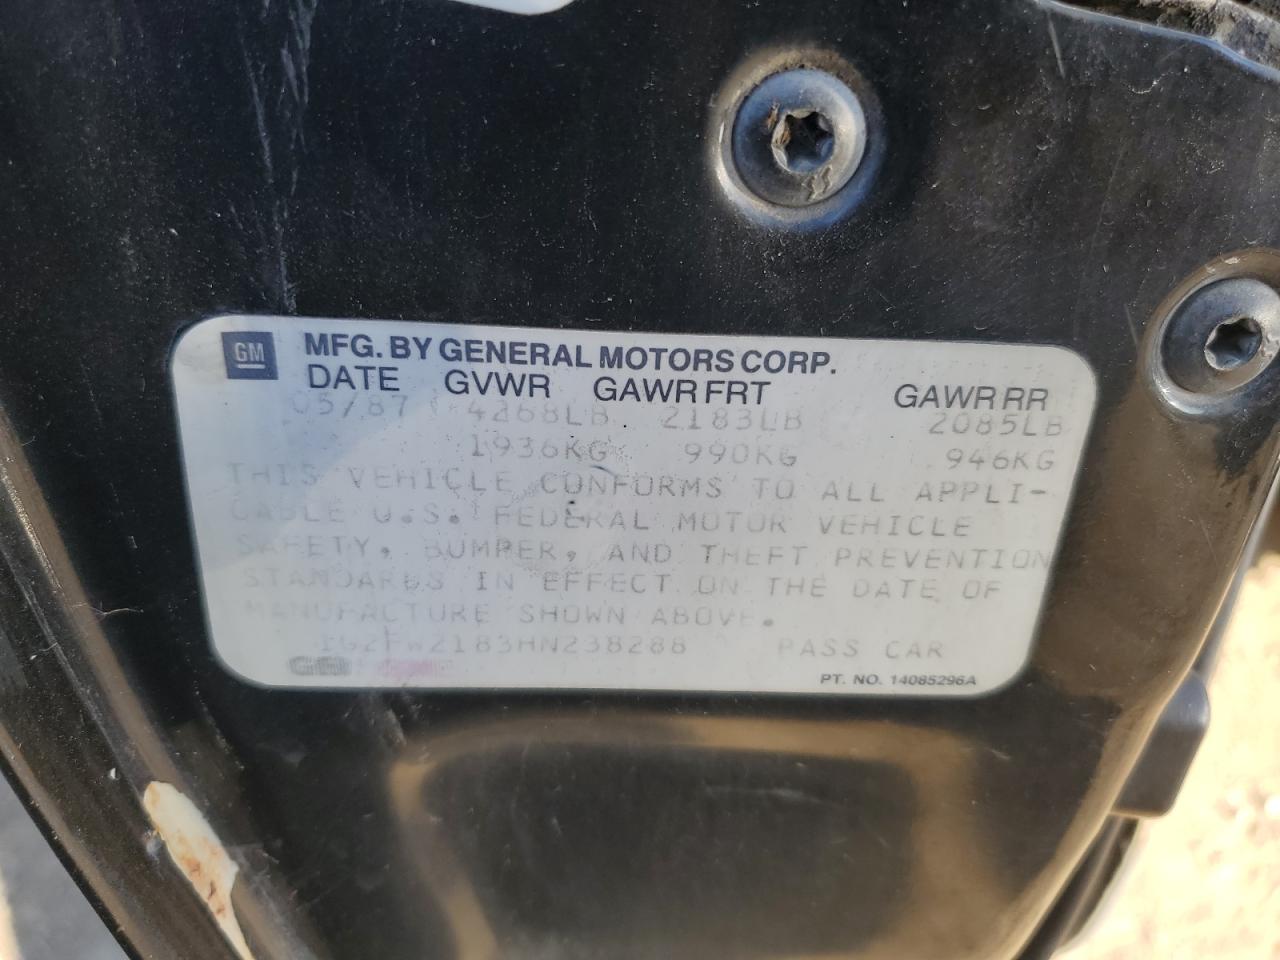 GM MFG. BY GENERAL MOTORS CORP.
DATE GVWR GAWR FRT GAWR RR
05/87 4268LB 2183LB 2085LB
1936KG 990KG 946KG
THIS VEHICLE CONFORMS TO ALL APPLI-
CABLE U.S. FEDERAL MOTOR VEHICLE
SAFETY, BUMPER, AND THEFT PREVENTION
STANDARDS IN EFFECT ON THE DATE OF
MANUFACTURE SHOWN ABOVE.
1G2FW2183HN238288 PASS CAR
PT. NO. 14085296A